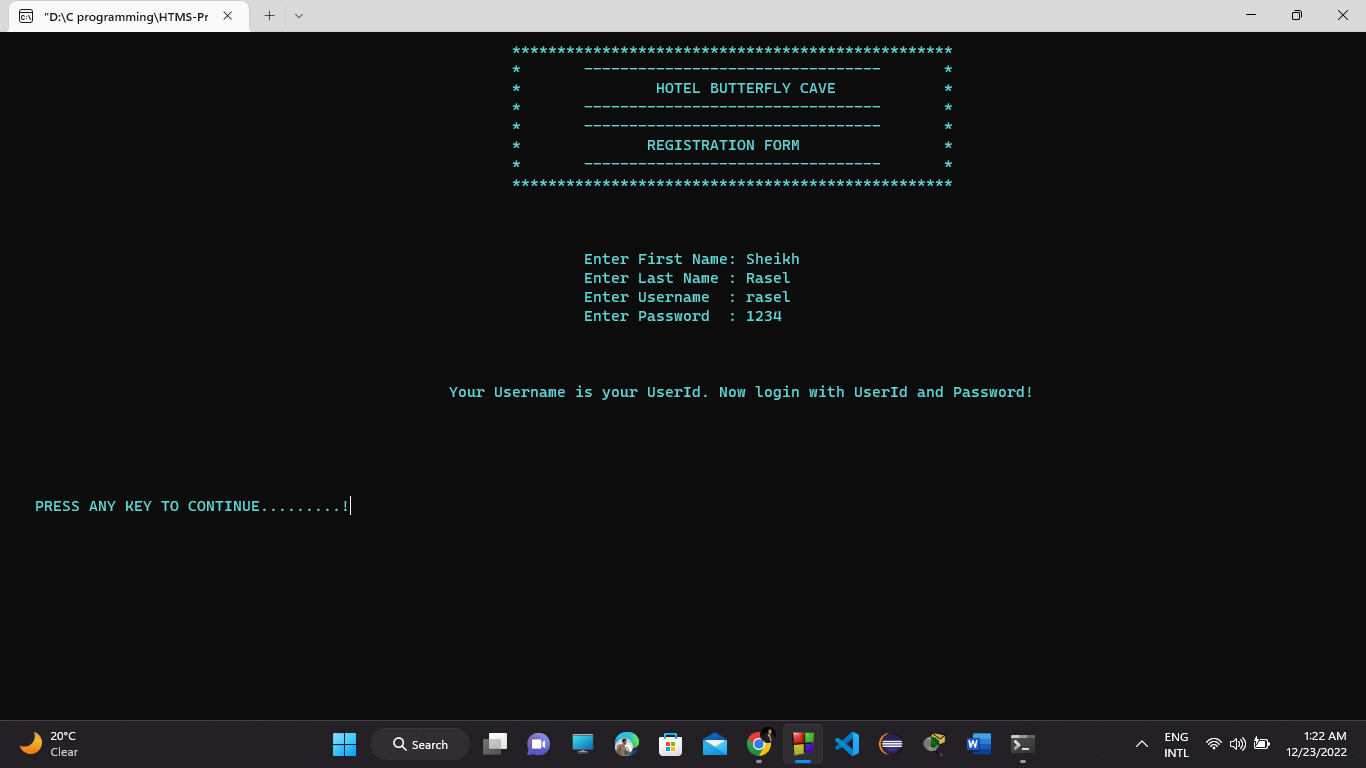 "D:\C programming\HTMS-Pr
*************************************************
* --------------------------------- *
* HOTEL BUTTERFLY CAVE *
* --------------------------------- *
* --------------------------------- *
* REGISTRATION FORM *
* --------------------------------- *
*************************************************
Enter First Name: Sheikh
Enter Last Name : Rasel
Enter Username  : rasel
Enter Password  : 1234
Your Username is your UserId. Now login with UserId and Password!
PRESS ANY KEY TO CONTINUE.........!
20°C
Clear
Search
ENG
INTL
1:22 AM
12/23/2022